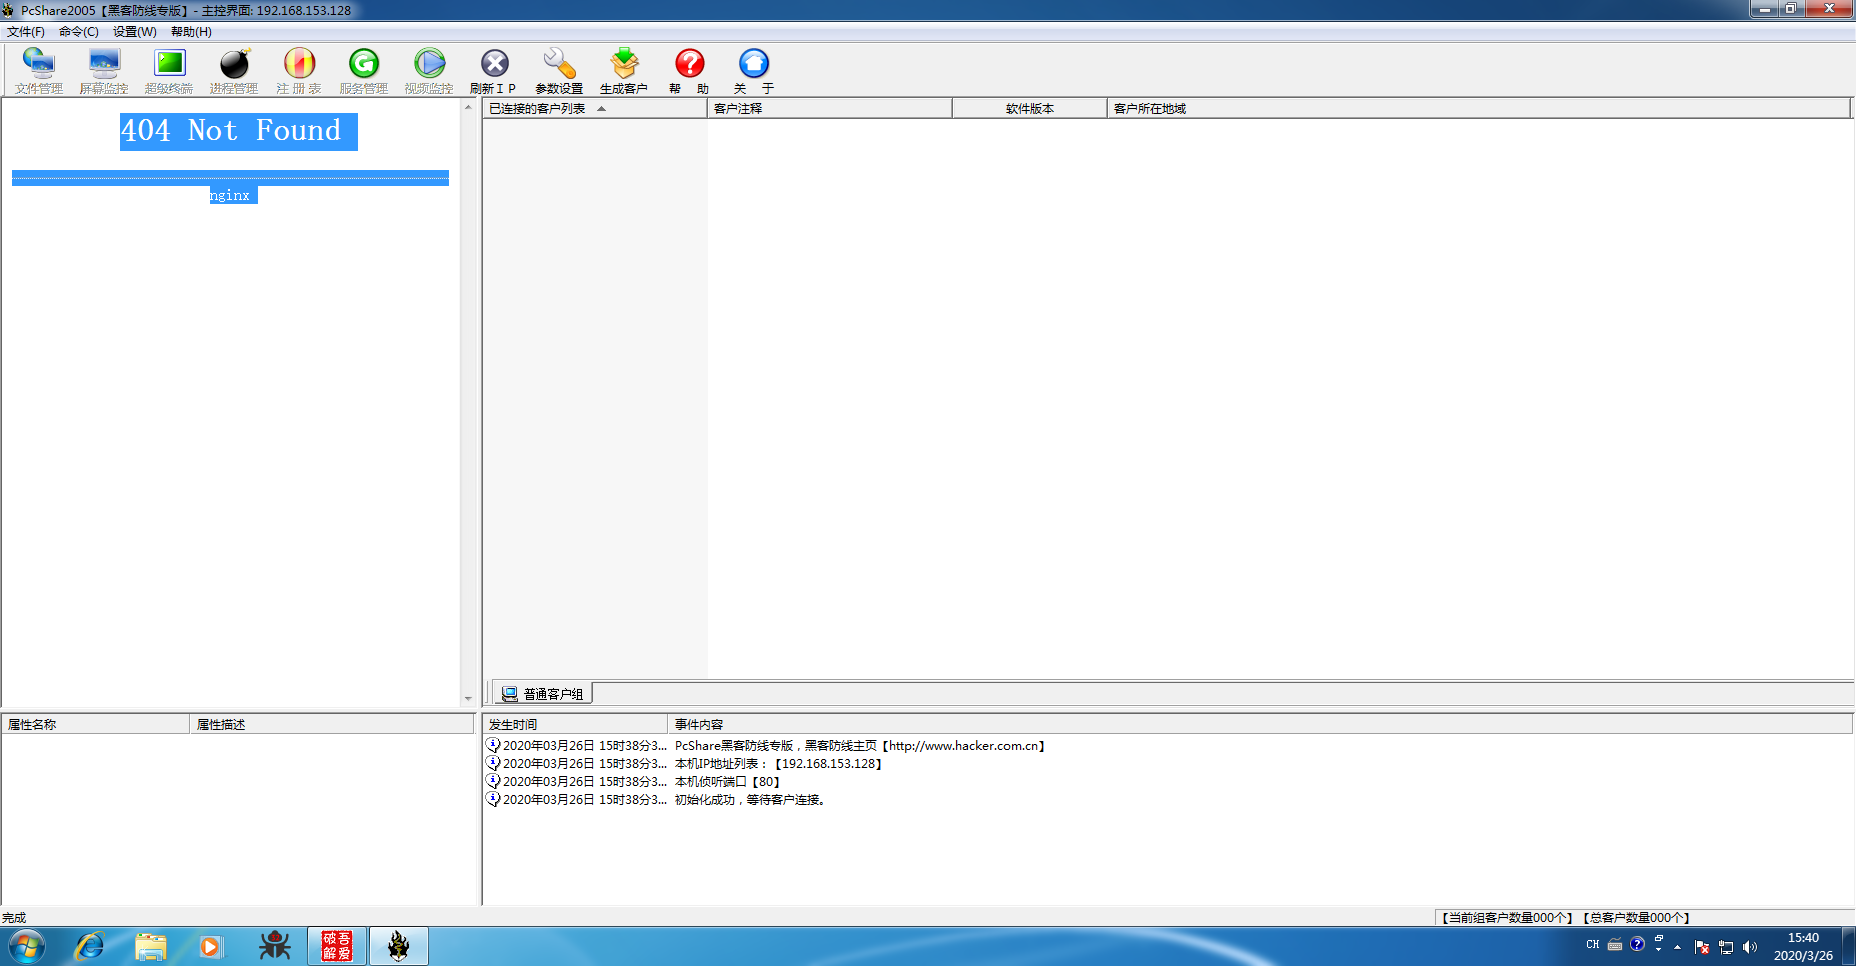 PcShare2005【黑客防线专版】- 主控界面: 192.168.153.128
文件(F) 命令(C) 设置(W) 帮助(H)
文件管理 屏幕监控 超级终端 进程管理 注 册 表 服务管理 视频监控 刷新ＩＰ 参数设置 生成客户 帮 助 关 于
404 Not Found
nginx
已连接的客户列表 客户注释 软件版本 客户所在地域
普通客户组
属性名称 属性描述
发生时间 事件内容
2020年03月26日 15时38分3... PcShare黑客防线专版，黑客防线主页【http://www.hacker.com.cn】
2020年03月26日 15时38分3... 本机IP地址列表：【192.168.153.128】
2020年03月26日 15时38分3... 本机侦听端口【80】
2020年03月26日 15时38分3... 初始化成功，等待客户连接。
完成
【当前组客户数量000个】【总客户数量000个】
破吾
解爱
CH
15:40
2020/3/26